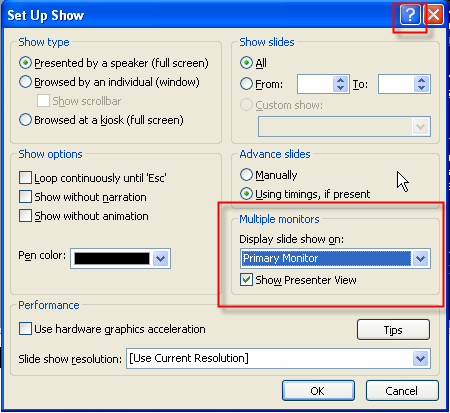 Set Up Show
?
Show type
Presented by a speaker (full screen)
Browsed by an individual (window)
Show scrollbar
Browsed at a kiosk (full screen)
Show slides
All
From: To:
Custom show:
Show options
Loop continuously until 'Esc'
Show without narration
Show without animation
Pen color:
Advance slides
Manually
Using timings, if present
Multiple monitors
Display slide show on:
Primary Monitor
Show Presenter View
Performance
Use hardware graphics acceleration
Tips
Slide show resolution: [Use Current Resolution]
OK Cancel